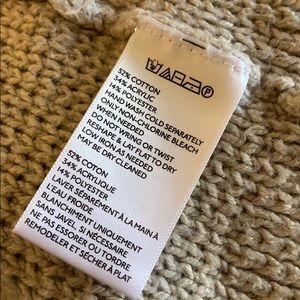 52% COTTON
34% ACRYLIC
14% POLYESTER
HAND WASH COLD SEPARATELY
ONLY NON-CHLORINE BLEACH
WHEN NEEDED
DO NOT WRING OR TWIST
RESHAPE & LAY FLAT TO DRY
LOW IRON AS NEEDED
MAY BE DRY CLEANED
52% COTON
34% ACRYLIQUE
14% POLYESTER
LAVER SÉPARÉMENT À LA MAIN À
L'EAU FROIDE
BLANCHIMENT UNIQUEMENT
SANS JAVEL, SI NÉCESSAIRE
NE PAS ESSORER OU TORDRE
REMODELER ET SÉCHER À PLAT